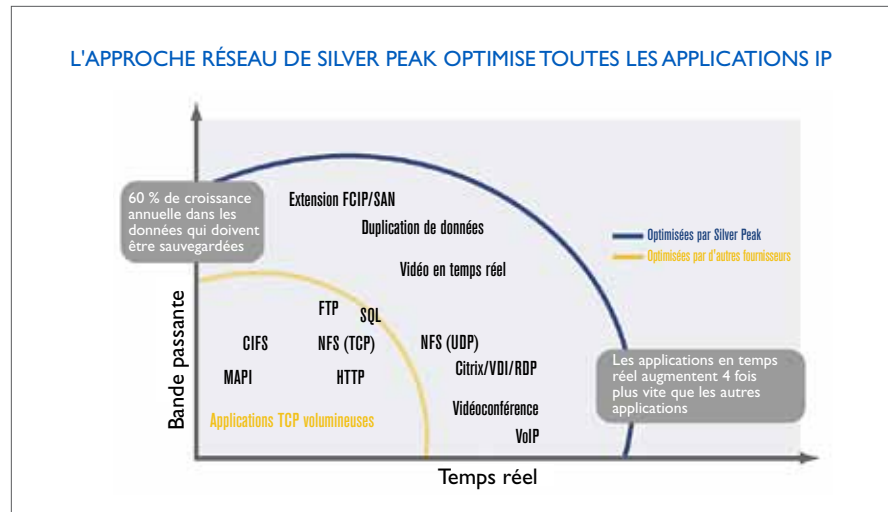 L'APPROCHE RÉSEAU DE SILVER PEAK OPTIMISE TOUTES LES APPLICATIONS IP
60 % de croissance
annuelle dans les
données qui doivent
être sauvegardées
Extension FCIP/SAN
Duplication de données
Vidéo en temps réel
Optimisées par Silver Peak
Optimisées par d'autres fournisseurs
FTP
SQL
CIFS
NFS (TCP)
NFS (UDP)
MAPI
HTTP
Citrix/VDI/RDP
Les applications en temps
réel augmentent 4 fois
plus vite que les autres
applications
Applications TCP volumineuses
Vidéoconférence
VoIP
Bande passante
Temps réel